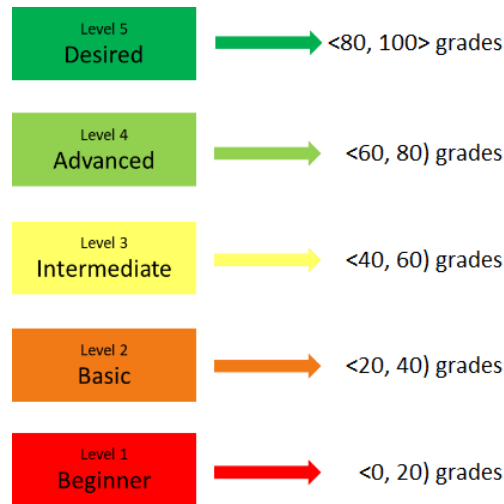 Level 5
Desired
<80, 100> grades
Level 4
Advanced
<60, 80) grades
Level 3
Intermediate
<40, 60) grades
Level 2
Basic
<20, 40) grades
Level 1
Beginner
<0, 20) grades